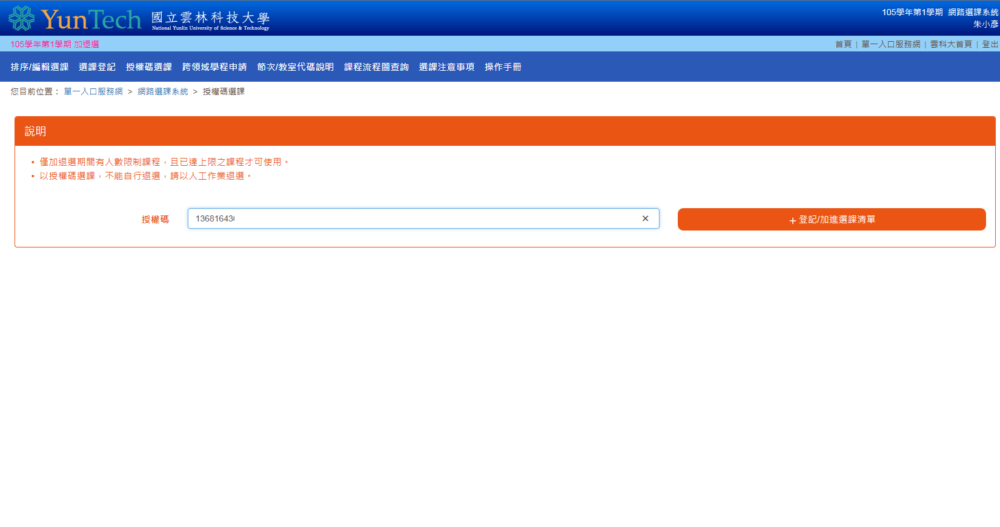 YunTech 國立雲林科技大學
National Yunlin University of Science & Technology
105學年第1學期 網路選課系統
朱小彥
105學年第1學期 加退選
首頁 | 單一入口服務網 | 雲科大首頁 | 登出
排序/編輯選課 選課登記 授權碼選課 跨領域學程申請 節次/教室代碼說明 課程流程圖查詢 選課注意事項 操作手冊
您目前位置： 單一入口服務網 > 網路選課系統 > 授權碼選課
說明
• 僅加退選期間有人數限制課程，且已達上限之課程才可使用。
• 以授權碼選課，不能自行退選，請以人工作業退選。
授權碼
13681643
+登記/加進選課清單